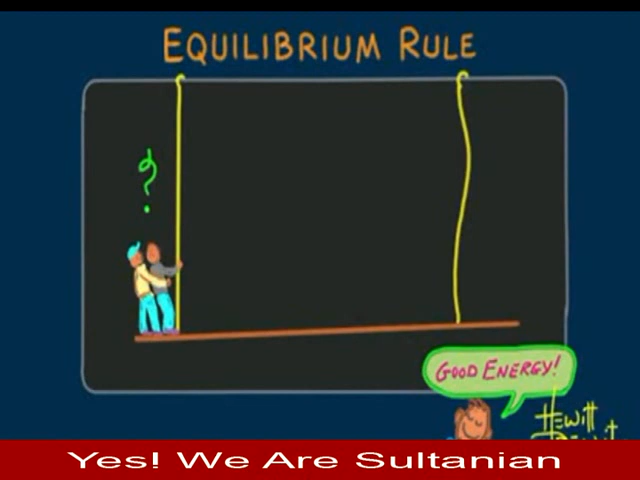 EQUILIBRIUM RULE
?
GOOD ENERGY!
Hewitt
Yes! We Are Sultanian